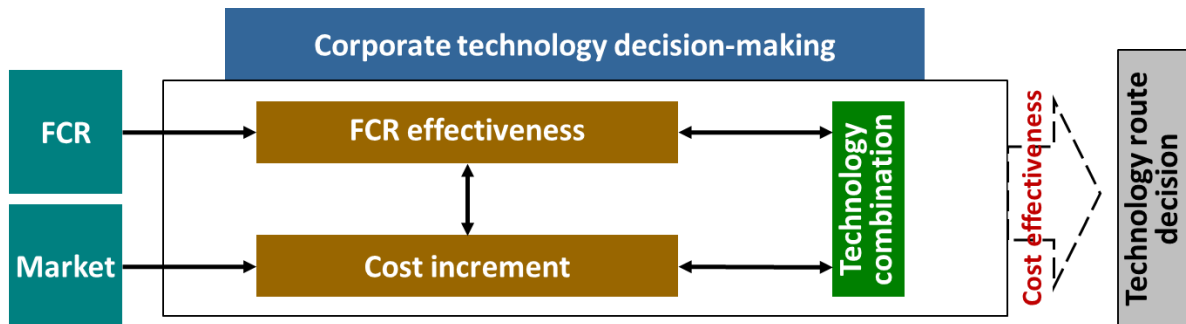 Corporate technology decision-making
FCR
FCR effectiveness
Market
Cost increment
Technology
combination
Cost effectiveness
Technology route
decision